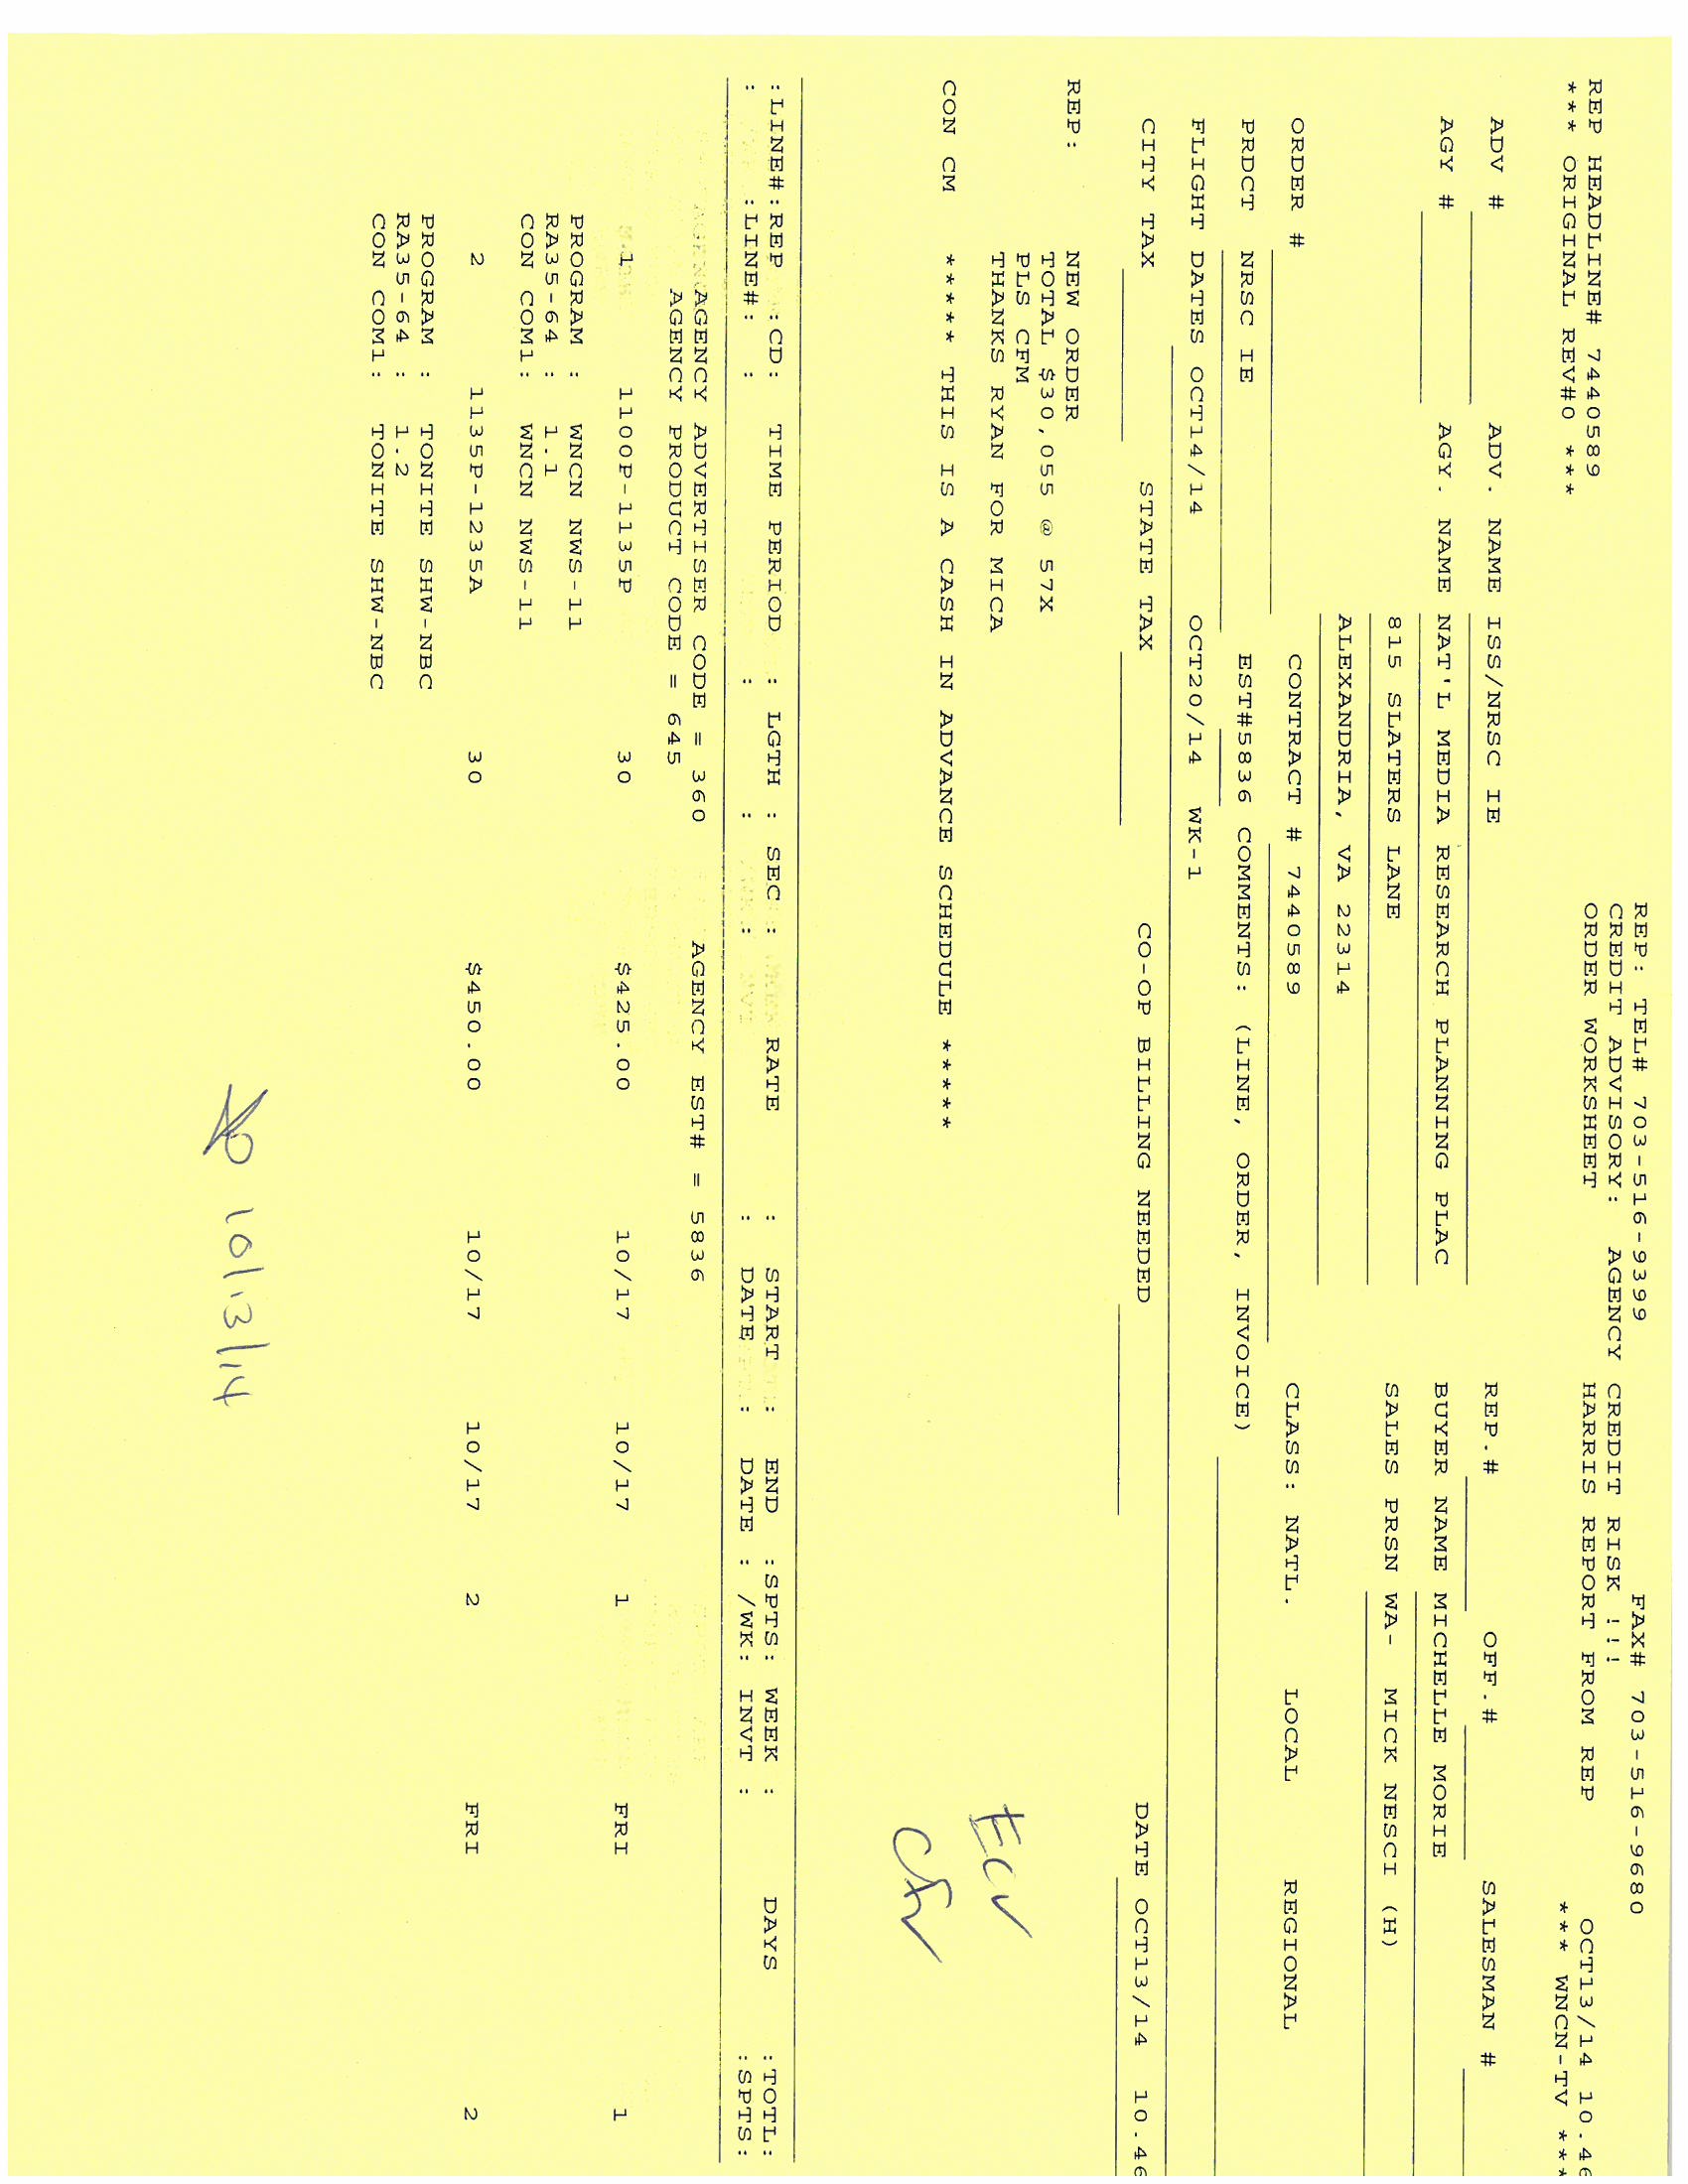 REP: TEL# 703-516-9399 FAX# 703-516-9680
CREDIT ADVISORY: AGENCY CREDIT RISK !!!
REP HEADLINE# 7440589 ORDER WORKSHEET HARRIS REPORT FROM REP OCT13/14 10.46
*** ORIGINAL REV#0 *** *** WNCN-TV ***
ADV # ADV. NAME ISS/NRSC IE REP.# OFF.# SALESMAN #
AGY # AGY. NAME NAT'L MEDIA RESEARCH PLANNING PLAC BUYER NAME MICHELLE MORIE
815 SLATERS LANE SALES PRSN WA- MICK NESCI (H)
ALEXANDRIA, VA 22314
ORDER # CONTRACT # 7440589 CLASS: NATL. LOCAL REGIONAL
PRDCT NRSC IE EST#5836 COMMENTS: (LINE, ORDER, INVOICE)
FLIGHT DATES OCT14/14 OCT20/14 WK-1
CITY TAX STATE TAX CO-OP BILLING NEEDED DATE OCT13/14 10.46
REP: NEW ORDER
TOTAL $30,055 @ 57X
PLS CFM
THANKS RYAN FOR MICA
CON CM ***** THIS IS A CASH IN ADVANCE SCHEDULE *****
:LINE#:REP :CD: TIME PERIOD : LGTH : SEC : RATE : START : END :SPTS: WEEK : DAYS :TOTL:
: :LINE#: : : : : : DATE : DATE : /WK: INVT : :SPTS:
AGENCY ADVERTISER CODE = 360 AGENCY EST# = 5836
AGENCY PRODUCT CODE = 645
1 1100P-1135P 30 $425.00 10/17 10/17 1 FRI 1
PROGRAM : WNCN NWS-11
RA35-64 : 1.1
CON COM1: WNCN NWS-11
2 1135P-1235A 30 $450.00 10/17 10/17 2 FRI 2
PROGRAM : TONITE SHW-NBC
RA35-64 : 1.2
CON COM1: TONITE SHW-NBC
10/13/14